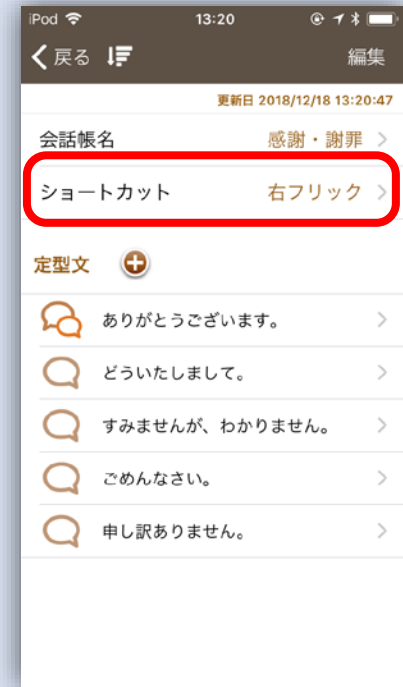 iPod 13:20
戻る 編集
更新日 2018/12/18 13:20:47
会話帳名 感謝・謝罪
ショートカット 右フリック
定型文
ありがとうございます。
どういたしまして。
すみませんが、わかりません。
ごめんなさい。
申し訳ありません。